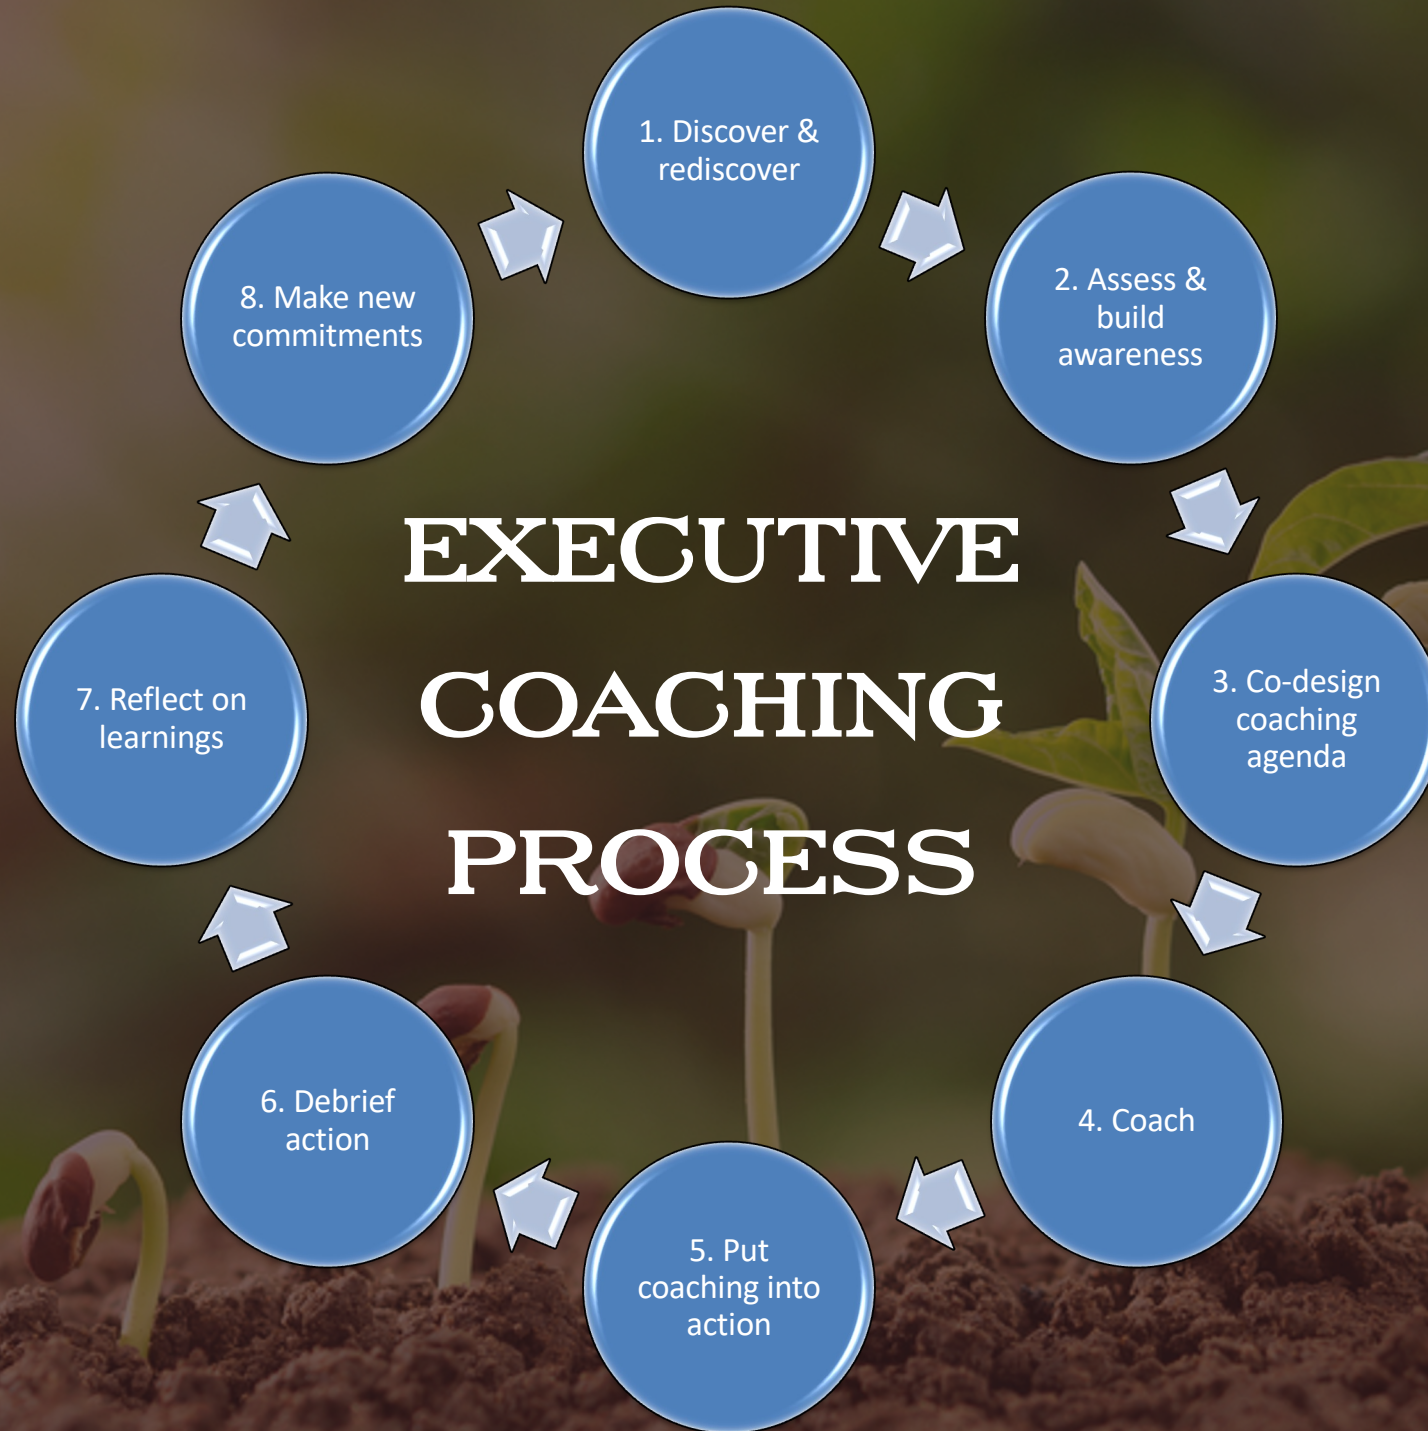 EXECUTIVE
COACHING
PROCESS
1. Discover &
rediscover
2. Assess &
build
awareness
3. Co-design
coaching
agenda
4. Coach
5. Put
coaching into
action
6. Debrief
action
7. Reflect on
learnings
8. Make new
commitments